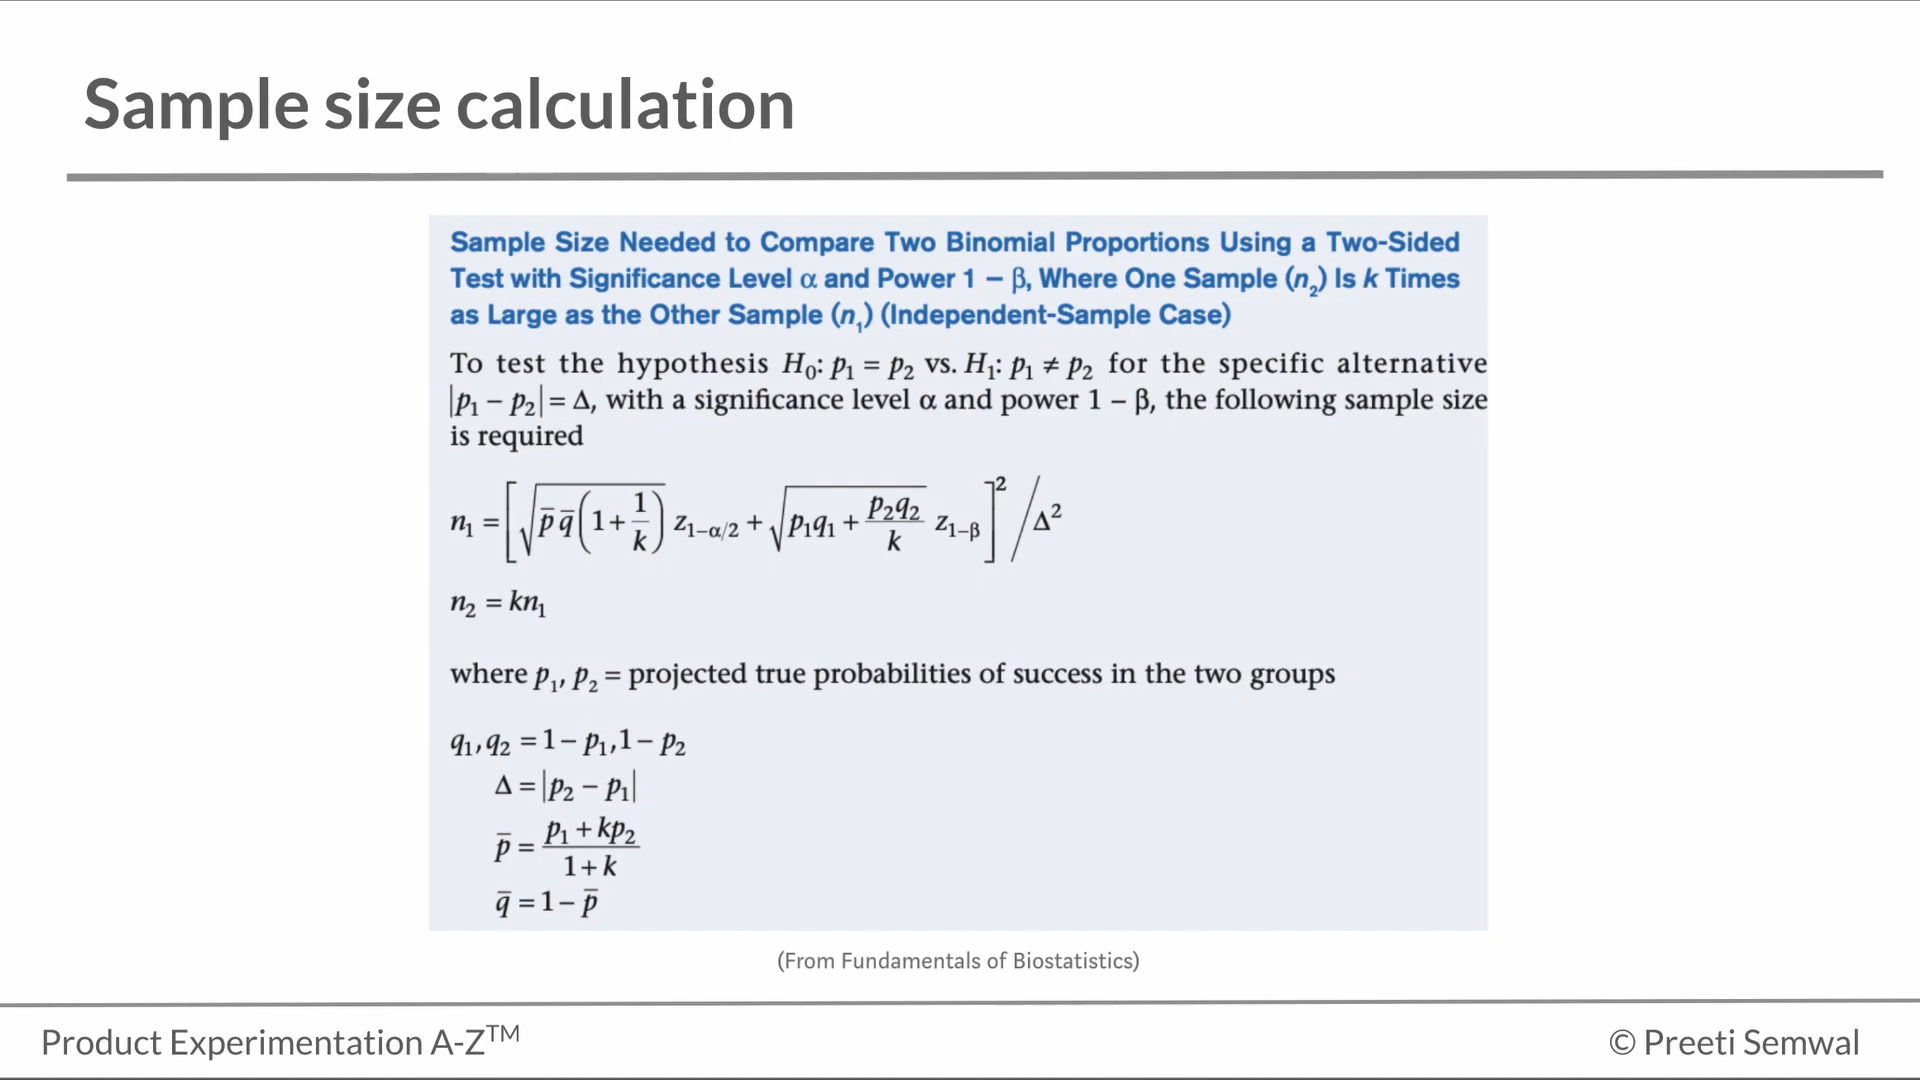 Sample size calculation
Sample Size Needed to Compare Two Binomial Proportions Using a Two-Sided
Test with Significance Level α and Power 1 − β, Where One Sample (n₂) Is k Times
as Large as the Other Sample (n₁) (Independent-Sample Case)
To test the hypothesis H₀: p₁ = p₂ vs. H₁: p₁ ≠ p₂ for the specific alternative
|p₁ − p₂| = Δ, with a significance level α and power 1 − β, the following sample size
is required
n₁ = [√(p̄ q̄(1+1/k)) z₁₋α/₂ + √(p₁q₁ + p₂q₂/k) z₁₋β]² / Δ²
n₂ = kn₁
where p₁, p₂ = projected true probabilities of success in the two groups
q₁,q₂ = 1− p₁,1− p₂
Δ = |p₂ − p₁|
p̄ = (p₁ + kp₂)/(1+k)
q̄ = 1− p̄
(From Fundamentals of Biostatistics)
Product Experimentation A-Z™
© Preeti Semwal